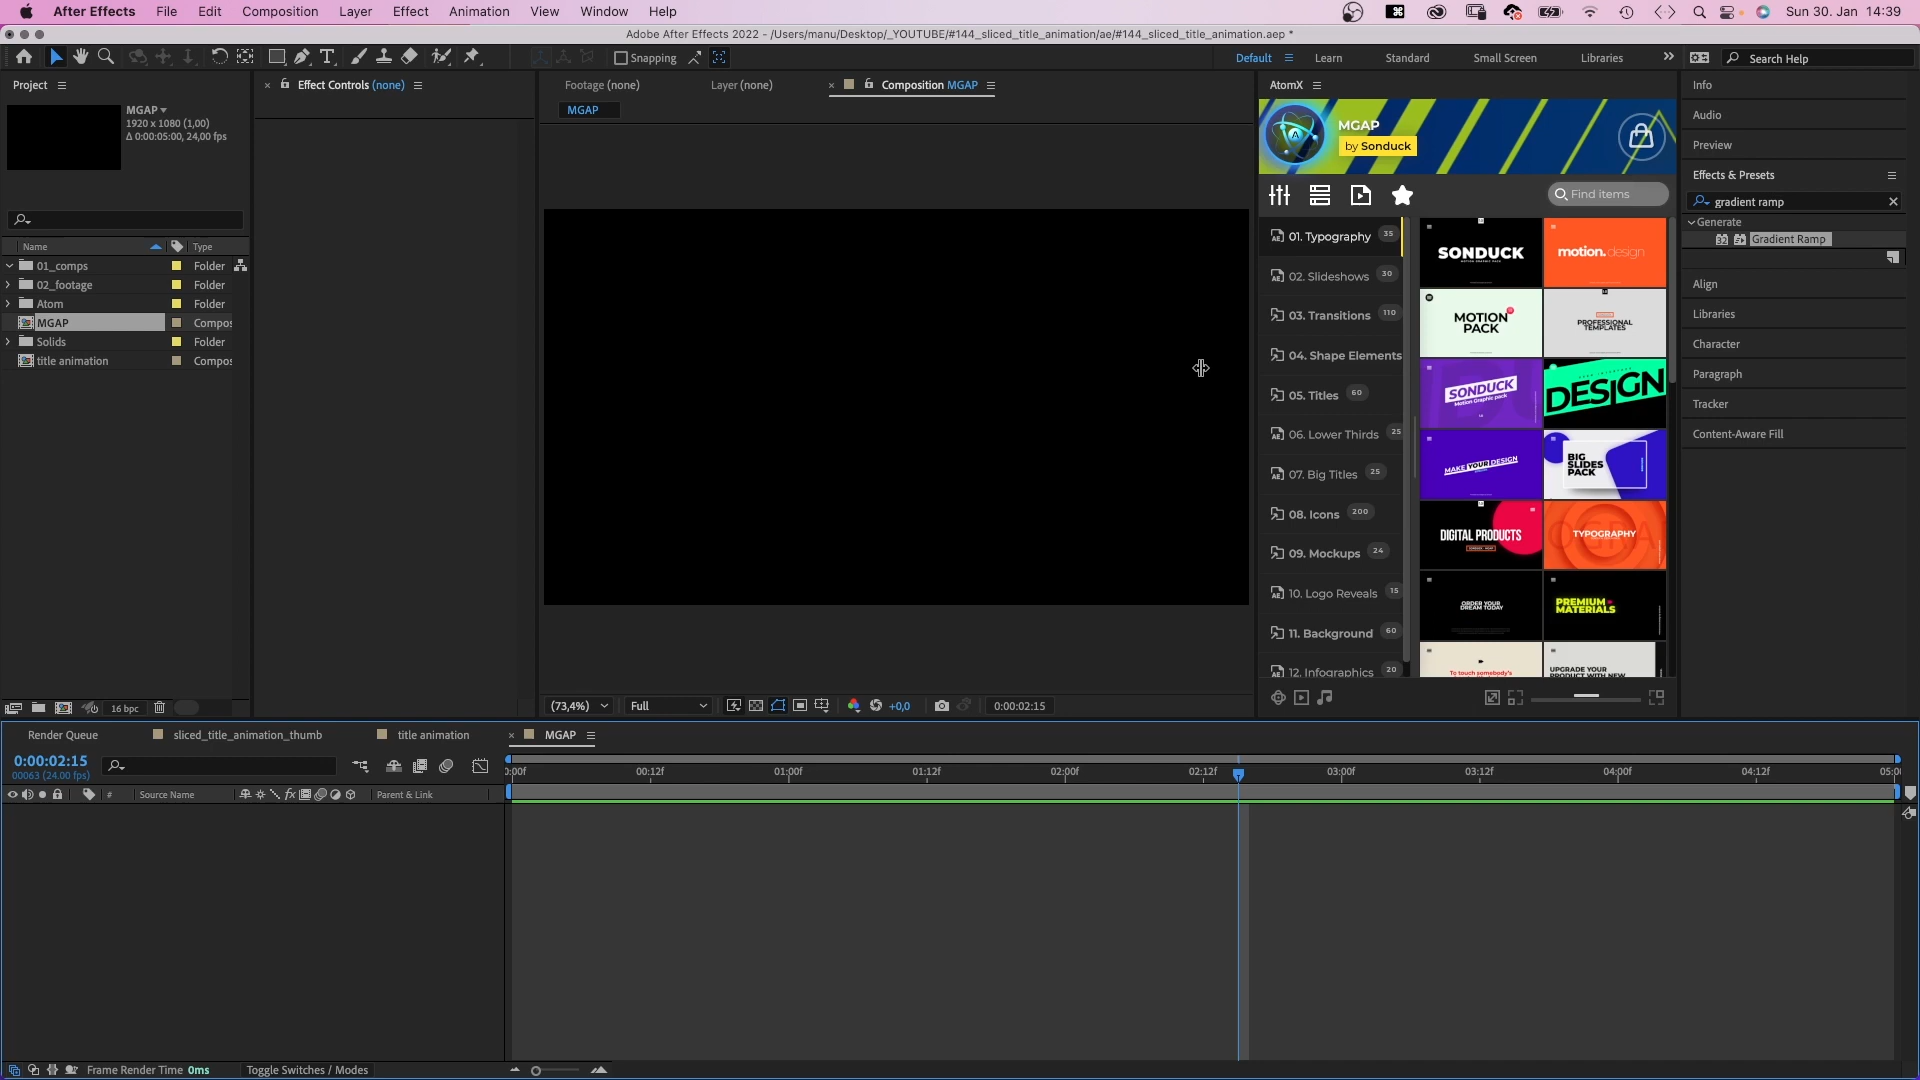 After Effects File Edit Composition Layer Effect Animation View Window Help Sun 30. Jan 14:39
Adobe After Effects 2022 - /Users/manu/Desktop/_YOUTUBE/#144_sliced_title_animation/ae/#144_sliced_title_animation.aep *
Snapping Default Learn Standard Small Screen Libraries Search Help
Project
MGAP
1920 x 1080 (1,00)
Δ 0:00:05:00, 24,00 fps
Name Type
01_comps Folder
02_footage Folder
Atom Folder
MGAP Compos
Solids Folder
title animation Compos
16 bpc
Effect Controls (none)
Footage (none) Layer (none) Composition MGAP
MGAP
(73,4%) Full +0,0 0:00:02:15
AtomX
MGAP
by Sonduck
Find items
01. Typography 35
02. Slideshows 30
03. Transitions 110
04. Shape Elements
05. Titles 60
06. Lower Thirds 25
07. Big Titles 25
08. Icons 200
09. Mockups 24
10. Logo Reveals 15
11. Background 60
12. Infographics 20
SONDUCK
motion.design
MOTION
PACK
PROFESSIONAL
TEMPLATES
SONDUCK
Motion Graphic pack
DESIGN
MAKE YOUR DESIGN
BIG
SLIDES
PACK
DIGITAL PRODUCTS
TYPOGRAPHY
ORDER YOUR
DREAM TODAY
PREMIUM
MATERIALS
To touch somebody's
UPGRADE YOUR
PRODUCT WITH NEW
Info
Audio
Preview
Effects & Presets
gradient ramp
Generate
32 Gradient Ramp
Align
Libraries
Character
Paragraph
Tracker
Content-Aware Fill
Render Queue sliced_title_animation_thumb title animation MGAP
0:00:02:15
00063 (24.00 fps)
# Source Name fx Parent & Link
0:00f 00:12f 01:00f 01:12f 02:00f 02:12f 03:00f 03:12f 04:00f 04:12f 05:0
Frame Render Time 0ms Toggle Switches / Modes